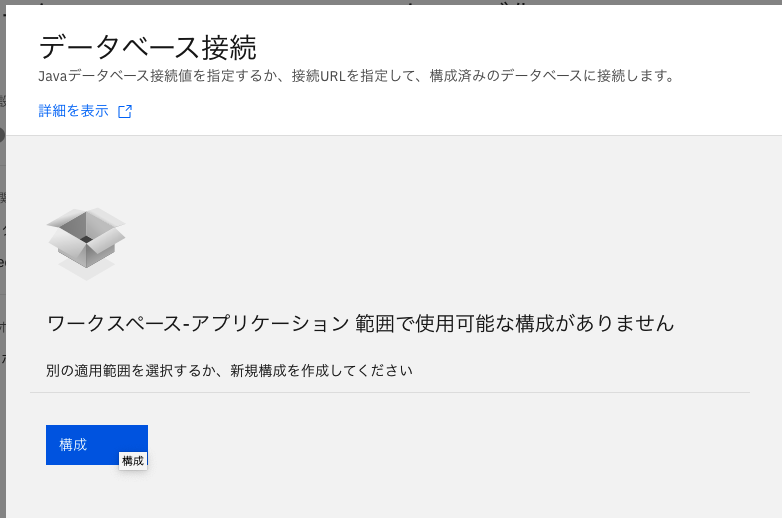 データベース接続
Javaデータベース接続値を指定するか、接続URLを指定して、構成済みのデータベースに接続します。
詳細を表示
ワークスペース-アプリケーション 範囲で使用可能な構成がありません
別の適用範囲を選択するか、新規構成を作成してください
構成
構成